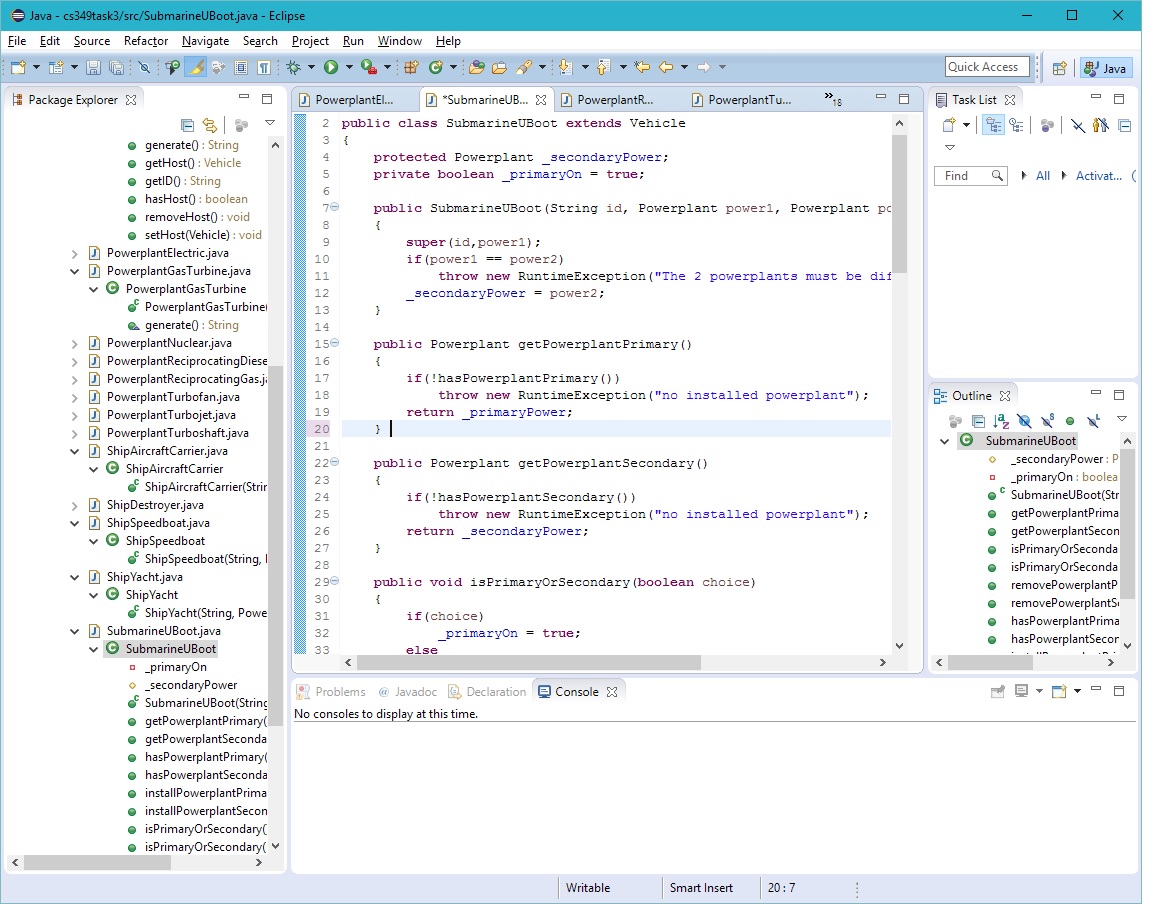 Java - cs349task3/src/SubmarineUBoot.java - Eclipse
File Edit Source Refactor Navigate Search Project Run Window Help
Quick Access
Java
Package Explorer
generate() : String
getHost() : Vehicle
getID() : String
hasHost() : boolean
removeHost() : void
setHost(Vehicle) : void
PowerplantElectric.java
PowerplantGasTurbine.java
PowerplantGasTurbine
PowerplantGasTurbine(
generate() : String
PowerplantNuclear.java
PowerplantReciprocatingDiese
PowerplantReciprocatingGas.ja
PowerplantTurbofan.java
PowerplantTurbojet.java
PowerplantTurboshaft.java
ShipAircraftCarrier.java
ShipAircraftCarrier
ShipAircraftCarrier(Strin
ShipDestroyer.java
ShipSpeedboat.java
ShipSpeedboat
ShipSpeedboat(String, 
ShipYacht.java
ShipYacht
ShipYacht(String, Powe
SubmarineUBoot.java
SubmarineUBoot
_primaryOn
_secondaryPower
SubmarineUBoot(String
getPowerplantPrimary(
getPowerplantSeconda
hasPowerplantPrimary(
hasPowerplantSeconda
installPowerplantPrima
installPowerplantSecon
isPrimaryOrSecondary(
isPrimaryOrSecondary(
PowerplantEl... *SubmarineUB... PowerplantR... PowerplantTu... »18
2 public class SubmarineUBoot extends Vehicle
3 {
4 protected Powerplant _secondaryPower;
5 private boolean _primaryOn = true;
6
7 public SubmarineUBoot(String id, Powerplant power1, Powerplant po
8 {
9 super(id,power1);
10 if(power1 == power2)
11 throw new RuntimeException("The 2 powerplants must be dif
12 _secondaryPower = power2;
13 }
14
15 public Powerplant getPowerplantPrimary()
16 {
17 if(!hasPowerplantPrimary())
18 throw new RuntimeException("no installed powerplant");
19 return _primaryPower;
20 }
21
22 public Powerplant getPowerplantSecondary()
23 {
24 if(!hasPowerplantSecondary())
25 throw new RuntimeException("no installed powerplant");
26 return _secondaryPower;
27 }
28
29 public void isPrimaryOrSecondary(boolean choice)
30 {
31 if(choice)
32 _primaryOn = true;
33 else
Task List
Find All Activat...
Outline
SubmarineUBoot
_secondaryPower : P
_primaryOn : boolea
SubmarineUBoot(Str
getPowerplantPrima
getPowerplantSecon
isPrimaryOrSeconda
isPrimaryOrSeconda
removePowerplantP
removePowerplantS
hasPowerplantPrima
hasPowerplantSecon
Problems @ Javadoc Declaration Console
No consoles to display at this time.
Writable Smart Insert 20 : 7